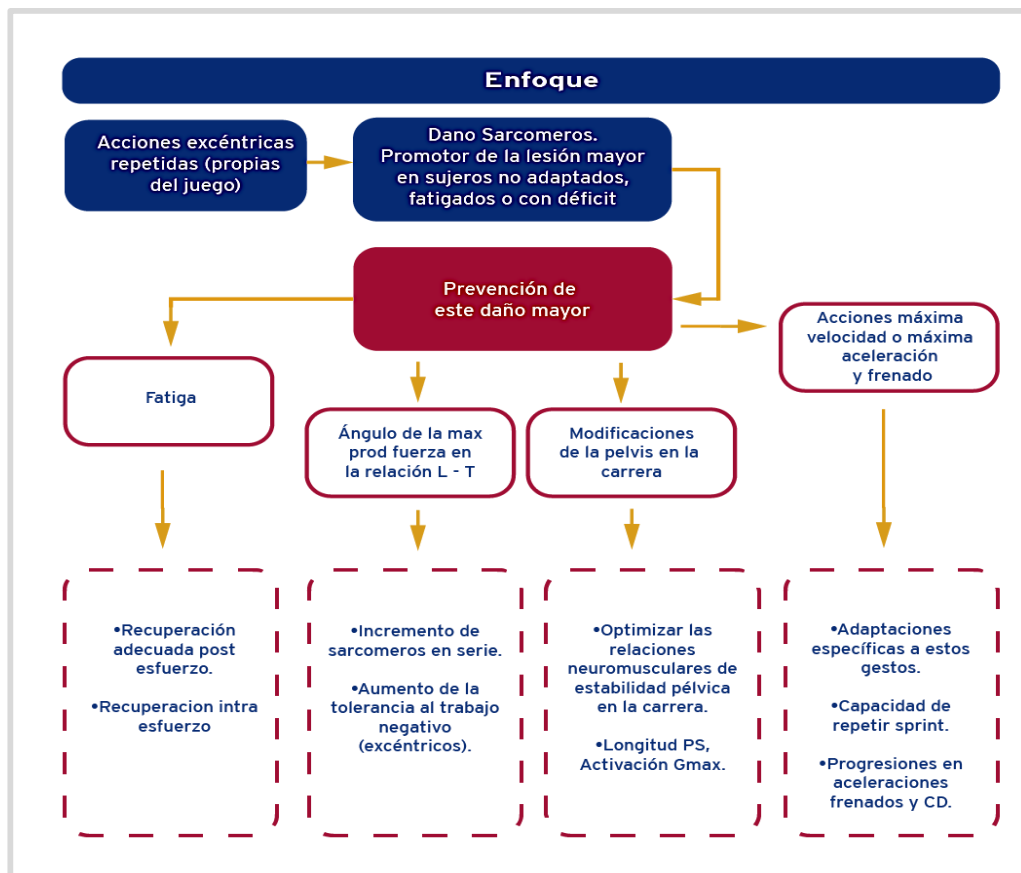 Enfoque
Acciones excéntricas
repetidas (propias
del juego)
Dano Sarcomeros.
Promotor de la lesión mayor
en sujeros no adaptados,
fatigados o con déficit
Prevención de
este daño mayor
Acciones máxima
velocidad o máxima
aceleración
y frenado
Fatiga
Ángulo de la max
prod fuerza en
la relación L - T
Modificaciones
de la pelvis en la
carrera
•Recuperación
adecuada post
esfuerzo.
•Recuperacion intra
esfuerzo
•Incremento de
sarcomeros en serie.
•Aumento de la
tolerancia al trabajo
negativo
(excéntricos).
•Optimizar las
relaciones
neuromusculares de
estabilidad pélvica
en la carrera.
•Longitud PS,
Activación Gmax.
•Adaptaciones
específicas a estos
gestos.
•Capacidad de
repetir sprint.
•Progresiones en
aceleraciones
frenados y CD.